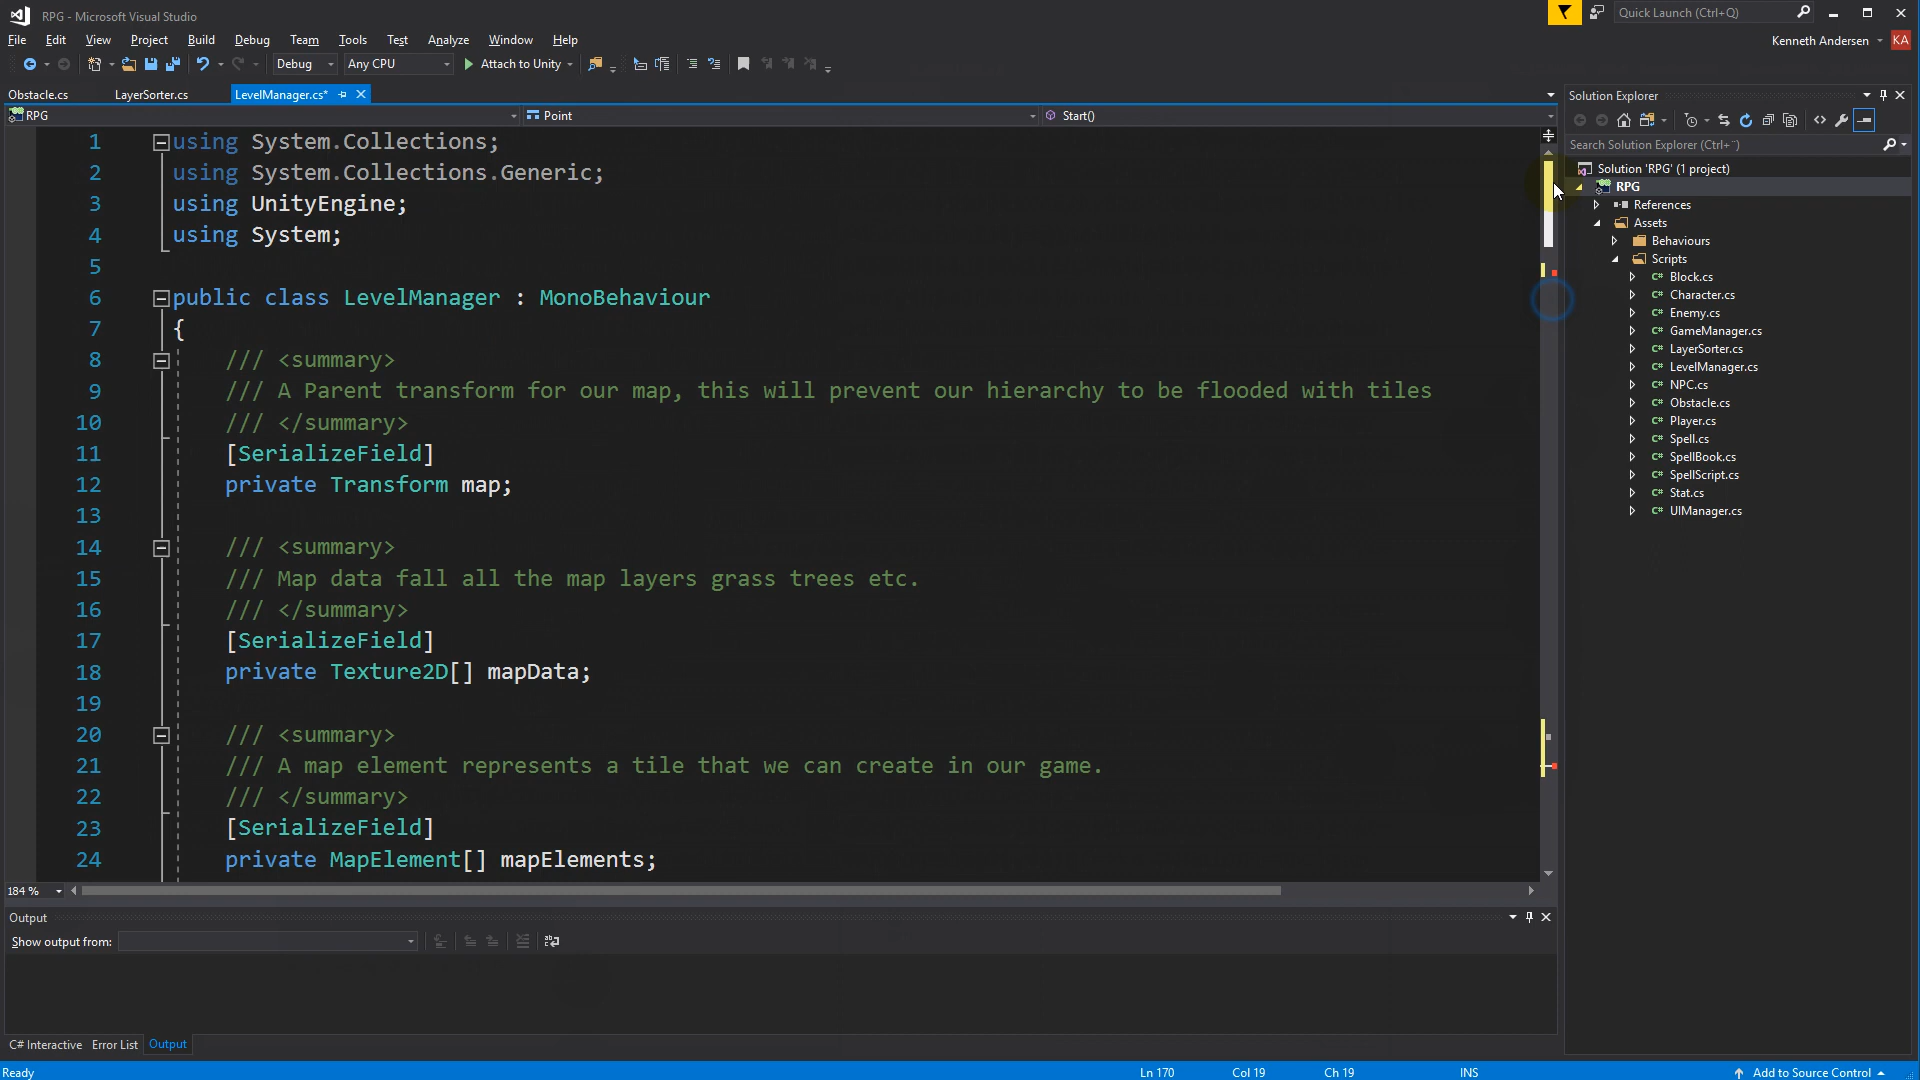 RPG - Microsoft Visual Studio
Quick Launch (Ctrl+Q)
File Edit View Project Build Debug Team Tools Test Analyze Window Help
Kenneth Andersen KA
Debug Any CPU Attach to Unity
Obstacle.cs LayerSorter.cs LevelManager.cs*
RPG Point Start()
1 using System.Collections;
2 using System.Collections.Generic;
3 using UnityEngine;
4 using System;
5
6 public class LevelManager : MonoBehaviour
7 {
8 /// <summary>
9 /// A Parent transform for our map, this will prevent our hierarchy to be flooded with tiles
10 /// </summary>
11 [SerializeField]
12 private Transform map;
13
14 /// <summary>
15 /// Map data fall all the map layers grass trees etc.
16 /// </summary>
17 [SerializeField]
18 private Texture2D[] mapData;
19
20 /// <summary>
21 /// A map element represents a tile that we can create in our game.
22 /// </summary>
23 [SerializeField]
24 private MapElement[] mapElements;
184 %
Output
Show output from:
C# Interactive Error List Output
Solution Explorer
Search Solution Explorer (Ctrl+¨)
Solution 'RPG' (1 project)
RPG
References
Assets
Behaviours
Scripts
C# Block.cs
C# Character.cs
C# Enemy.cs
C# GameManager.cs
C# LayerSorter.cs
C# LevelManager.cs
C# NPC.cs
C# Obstacle.cs
C# Player.cs
C# Spell.cs
C# SpellBook.cs
C# SpellScript.cs
C# Stat.cs
C# UIManager.cs
Ready Ln 170 Col 19 Ch 19 INS Add to Source Control